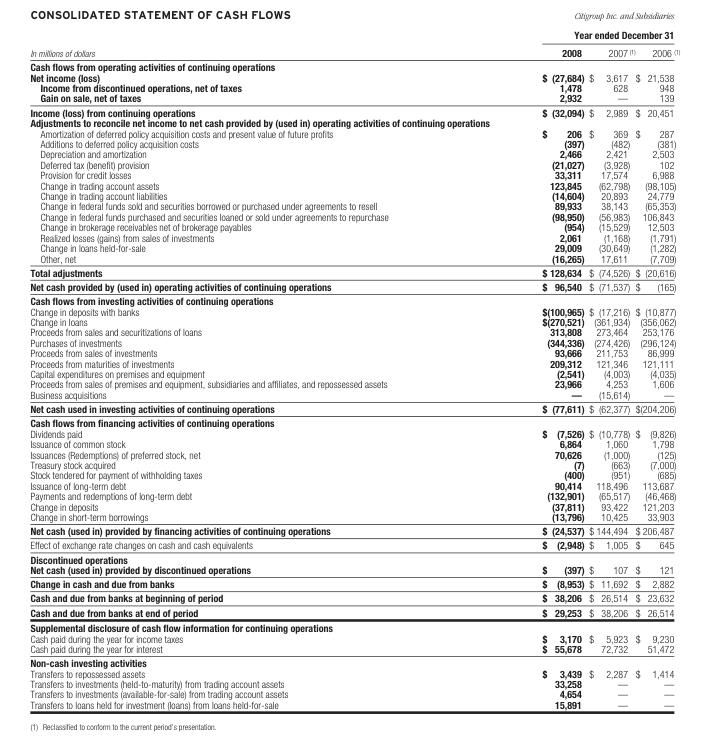 CONSOLIDATED STATEMENT OF CASH FLOWS Citigroup Inc. and Subsidiaries
Year ended December 31
In millions of dollars 2008 2007 (1) 2006 (1)
Cash flows from operating activities of continuing operations
Net income (loss) $ (27,684) $ 3,617 $ 21,538
Income from discontinued operations, net of taxes 1,478 628 948
Gain on sale, net of taxes 2,932 — 139
Income (loss) from continuing operations $ (32,094) $ 2,989 $ 20,451
Adjustments to reconcile net income to net cash provided by (used in) operating activities of continuing operations
Amortization of deferred policy acquisition costs and present value of future profits $ 206 $ 369 $ 287
Additions to deferred policy acquisition costs (397) (482) (381)
Depreciation and amortization 2,466 2,421 2,503
Deferred tax (benefit) provision (21,027) (3,928) 102
Provision for credit losses 33,311 17,574 6,988
Change in trading account assets 123,845 (62,798) (98,105)
Change in trading account liabilities (14,604) 20,893 24,779
Change in federal funds sold and securities borrowed or purchased under agreements to resell 89,933 38,143 (65,353)
Change in federal funds purchased and securities loaned or sold under agreements to repurchase (98,950) (56,983) 106,843
Change in brokerage receivables net of brokerage payables (954) (15,529) 12,503
Realized losses (gains) from sales of investments 2,061 (1,168) (1,791)
Change in loans held-for-sale 29,009 (30,649) (1,282)
Other, net (16,265) 17,611 (7,709)
Total adjustments $ 128,634 $ (74,526) $ (20,616)
Net cash provided by (used in) operating activities of continuing operations $ 96,540 $ (71,537) $ (165)
Cash flows from investing activities of continuing operations
Change in deposits with banks $(100,965) $ (17,216) $ (10,877)
Change in loans $(270,521) (361,934) (356,062)
Proceeds from sales and securitizations of loans 313,808 273,464 253,176
Purchases of investments (344,336) (274,426) (296,124)
Proceeds from sales of investments 93,666 211,753 86,999
Proceeds from maturities of investments 209,312 121,346 121,111
Capital expenditures on premises and equipment (2,541) (4,003) (4,035)
Proceeds from sales of premises and equipment, subsidiaries and affiliates, and repossessed assets 23,966 4,253 1,606
Business acquisitions — (15,614) —
Net cash used in investing activities of continuing operations $ (77,611) $ (62,377) $(204,206)
Cash flows from financing activities of continuing operations
Dividends paid $ (7,526) $ (10,778) $ (9,826)
Issuance of common stock 6,864 1,060 1,798
Issuances (Redemptions) of preferred stock, net 70,626 (1,000) (125)
Treasury stock acquired (7) (663) (7,000)
Stock tendered for payment of withholding taxes (400) (951) (685)
Issuance of long-term debt 90,414 118,496 113,687
Payments and redemptions of long-term debt (132,901) (65,517) (46,468)
Change in deposits (37,811) 93,422 121,203
Change in short-term borrowings (13,796) 10,425 33,903
Net cash (used in) provided by financing activities of continuing operations $ (24,537) $ 144,494 $ 206,487
Effect of exchange rate changes on cash and cash equivalents $ (2,948) $ 1,005 $ 645
Discontinued operations
Net cash (used in) provided by discontinued operations $ (397) $ 107 $ 121
Change in cash and due from banks $ (8,953) $ 11,692 $ 2,882
Cash and due from banks at beginning of period $ 38,206 $ 26,514 $ 23,632
Cash and due from banks at end of period $ 29,253 $ 38,206 $ 26,514
Supplemental disclosure of cash flow information for continuing operations
Cash paid during the year for income taxes $ 3,170 $ 5,923 $ 9,230
Cash paid during the year for interest $ 55,678 72,732 51,472
Non-cash investing activities
Transfers to repossessed assets $ 3,439 $ 2,287 $ 1,414
Transfers to investments (held-to-maturity) from trading account assets 33,258 — —
Transfers to investments (available-for-sale) from trading account assets 4,654 — —
Transfers to loans held for investment (loans) from loans held-for-sale 15,891 — —
(1) Reclassified to conform to the current period's presentation.